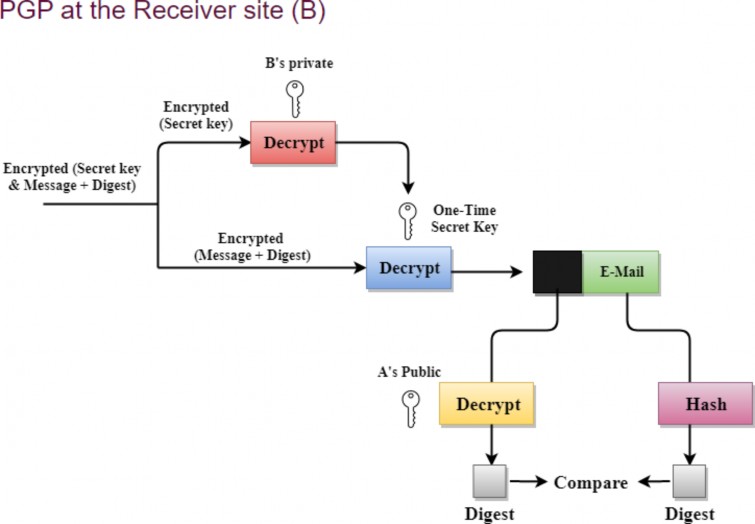 PGP at the Receiver site (B)
B's private
Encrypted
(Secret key)
Decrypt
Encrypted (Secret key
& Message + Digest)
One-Time
Secret Key
Encrypted
(Message + Digest)
Decrypt
E-Mail
A's Public
Decrypt
Hash
Compare
Digest
Digest